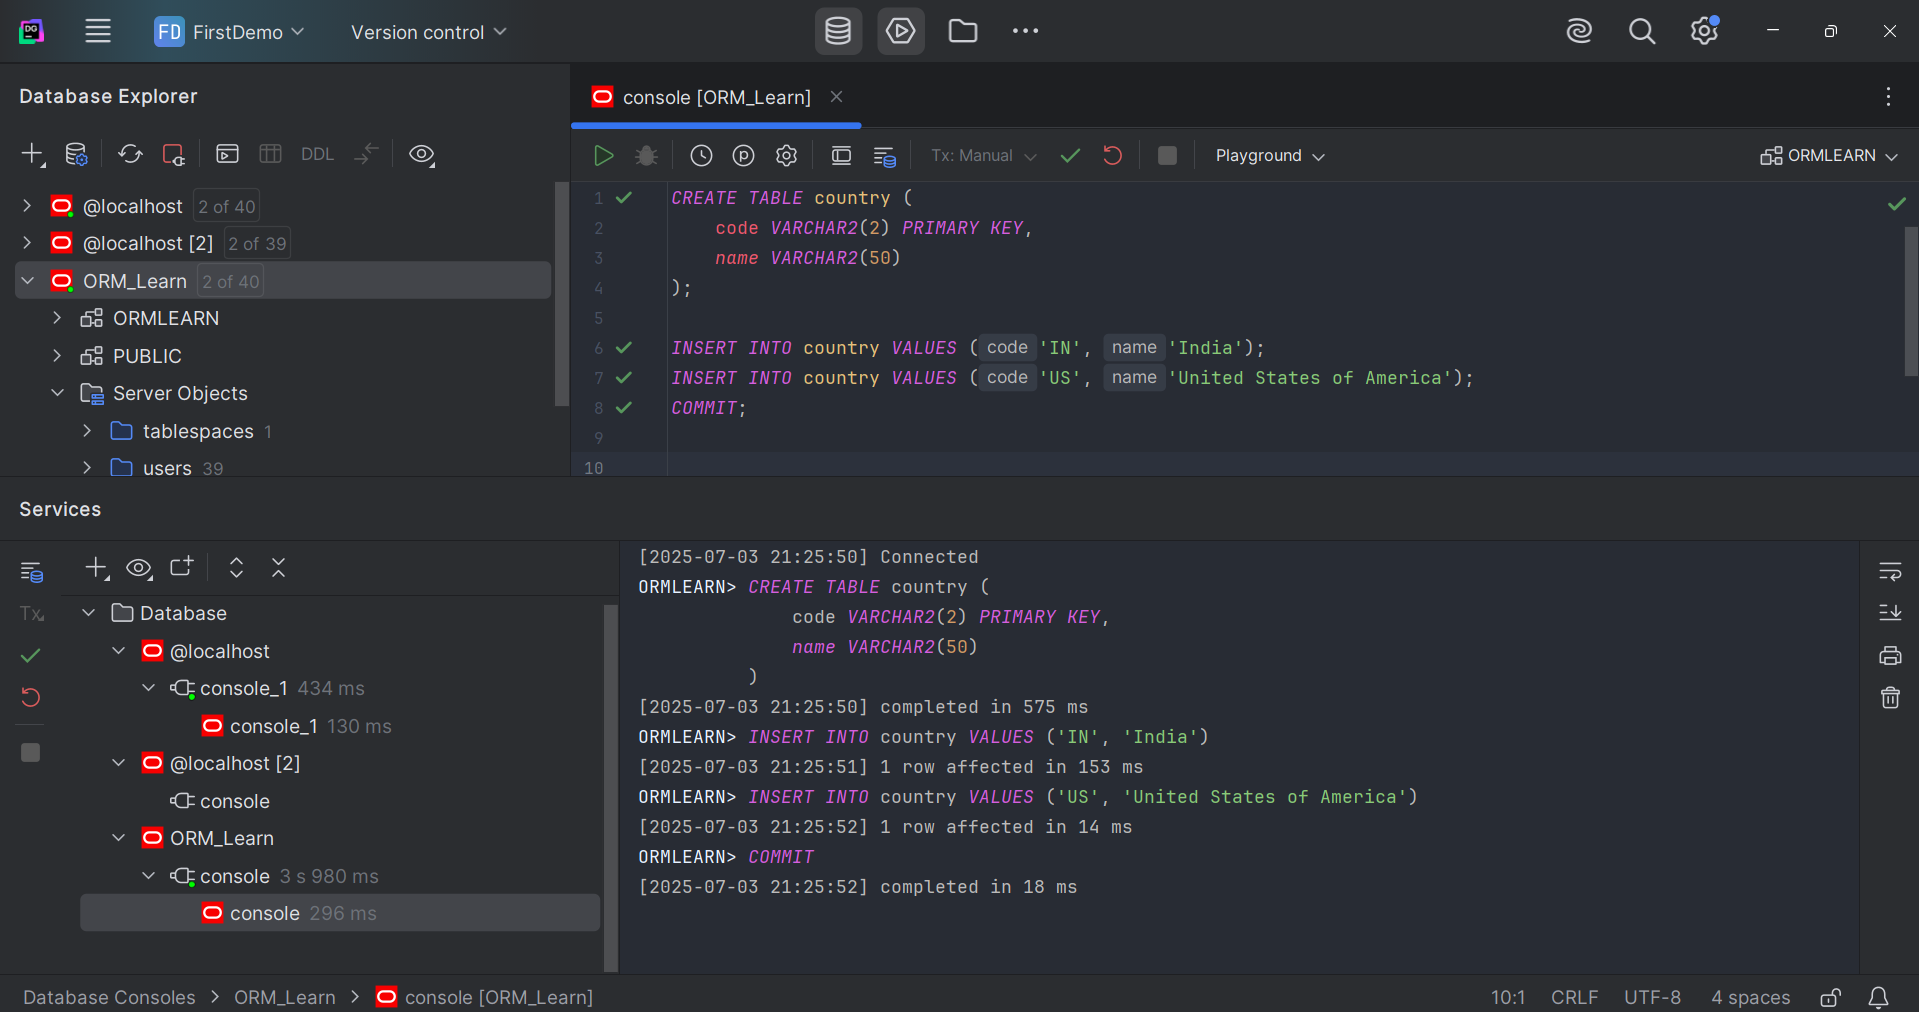 DG
FD FirstDemo
Version control
Database Explorer
DDL
@localhost 2 of 40
@localhost [2] 2 of 39
ORM_Learn 2 of 40
ORMLEARN
PUBLIC
Server Objects
tablespaces 1
users 39
console [ORM_Learn]
Tx: Manual
Playground
ORMLEARN
1 CREATE TABLE country (
2 code VARCHAR2(2) PRIMARY KEY,
3 name VARCHAR2(50)
4 );
5
6 INSERT INTO country VALUES ( code 'IN', name 'India');
7 INSERT INTO country VALUES ( code 'US', name 'United States of America');
8 COMMIT;
9
10
Services
Tx
Database
@localhost
console_1 434 ms
console_1 130 ms
@localhost [2]
console
ORM_Learn
console 3 s 980 ms
console 296 ms
[2025-07-03 21:25:50] Connected
ORMLEARN> CREATE TABLE country (
code VARCHAR2(2) PRIMARY KEY,
name VARCHAR2(50)
)
[2025-07-03 21:25:50] completed in 575 ms
ORMLEARN> INSERT INTO country VALUES ('IN', 'India')
[2025-07-03 21:25:51] 1 row affected in 153 ms
ORMLEARN> INSERT INTO country VALUES ('US', 'United States of America')
[2025-07-03 21:25:52] 1 row affected in 14 ms
ORMLEARN> COMMIT
[2025-07-03 21:25:52] completed in 18 ms
Database Consoles > ORM_Learn > console [ORM_Learn]
10:1 CRLF UTF-8 4 spaces